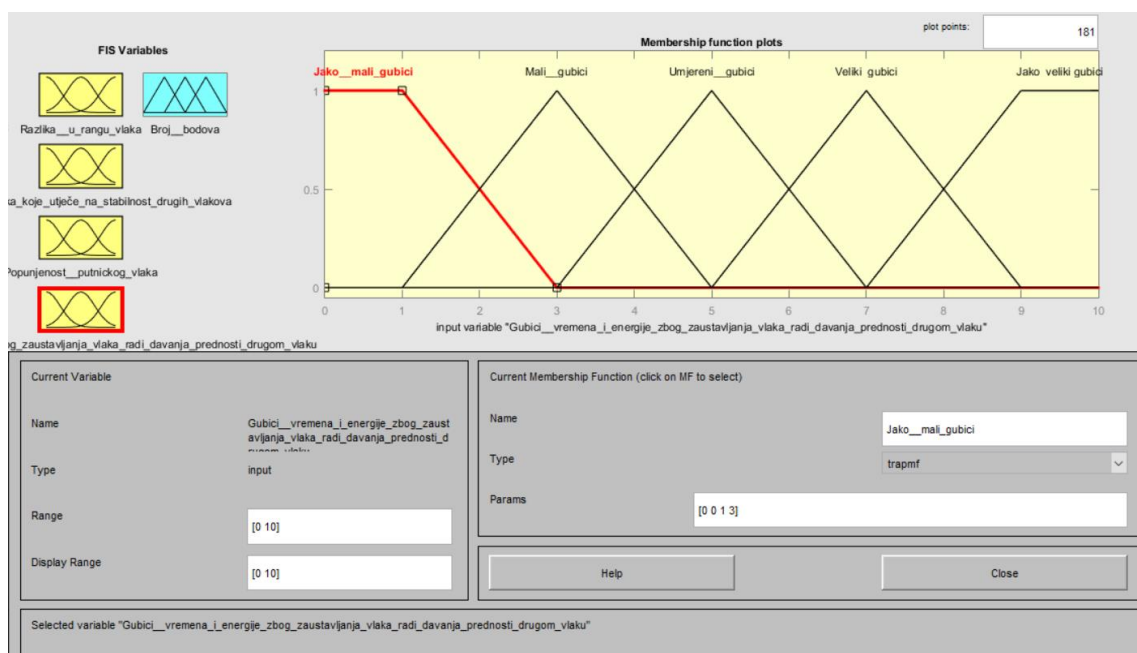 plot points:
181
FIS Variables
Membership function plots
Razlika__u_rangu_vlaka
Broj__bodova
ka_koje_utječe_na_stabilnost_drugih_vlakova
Popunjenost__putnickog_vlaka
og_zaustavljanja_vlaka_radi_davanja_prednosti_drugom_vlaku
Jako__mali_gubici
Mali__gubici
Umjereni__gubici
Veliki gubici
Jako veliki gubici
1
0.5
0
0 1 2 3 4 5 6 7 8 9 10
input variable "Gubici__vremena_i_energije_zbog_zaustavljanja_vlaka_radi_davanja_prednosti_drugom_vlaku"
Current Variable
Name
Gubici__vremena_i_energije_zbog_zaust
avljanja_vlaka_radi_davanja_prednosti_d
rugom_vlaku
Type
input
Range
[0 10]
Display Range
[0 10]
Current Membership Function (click on MF to select)
Name
Jako__mali_gubici
Type
trapmf
Params
[0 0 1 3]
Help
Close
Selected variable "Gubici__vremena_i_energije_zbog_zaustavljanja_vlaka_radi_davanja_prednosti_drugom_vlaku"